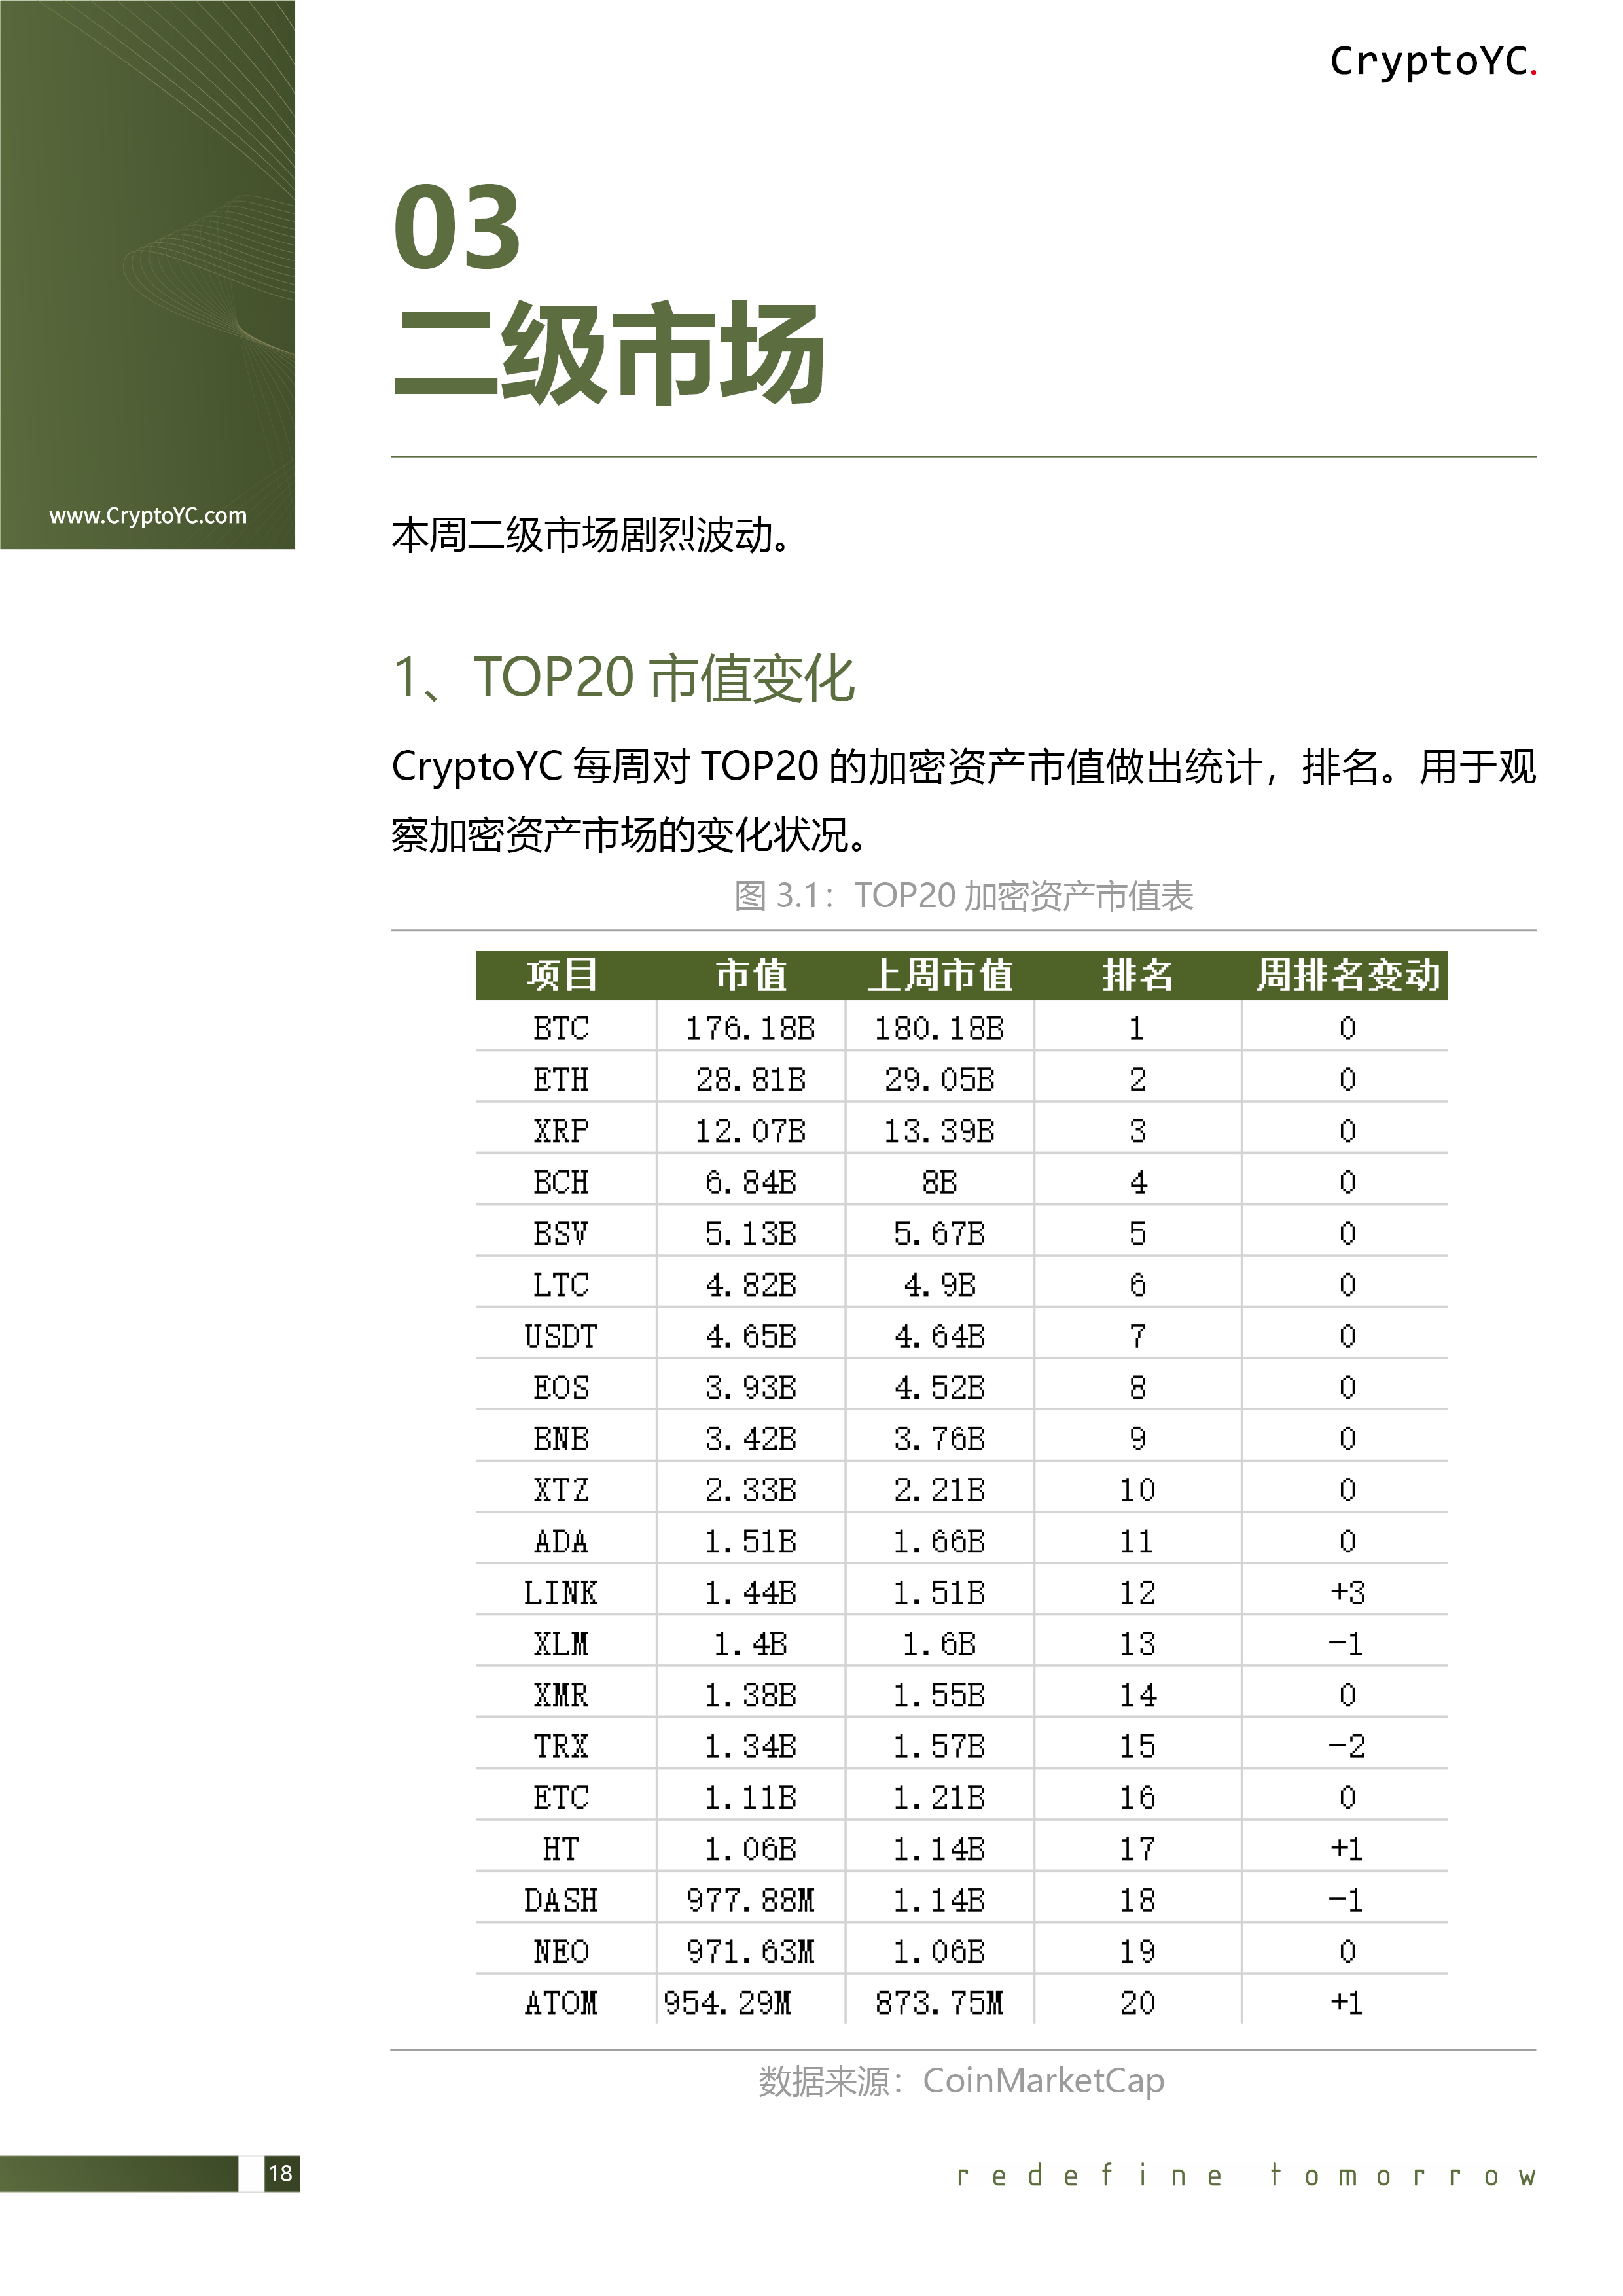 CryptoYC.
www.CryptoYC.com
03
二级市场
本周二级市场剧烈波动。
1、TOP20 市值变化
CryptoYC 每周对 TOP20 的加密资产市值做出统计，排名。用于观
察加密资产市场的变化状况。
图 3.1：TOP20 加密资产市值表
项目 市值 上周市值 排名 周排名变动
BTC 176.18B 180.18B 1 0
ETH 28.81B 29.05B 2 0
XRP 12.07B 13.39B 3 0
BCH 6.84B 8B 4 0
BSV 5.13B 5.67B 5 0
LTC 4.82B 4.9B 6 0
USDT 4.65B 4.64B 7 0
EOS 3.93B 4.52B 8 0
BNB 3.42B 3.76B 9 0
XTZ 2.33B 2.21B 10 0
ADA 1.51B 1.66B 11 0
LINK 1.44B 1.51B 12 +3
XLM 1.4B 1.6B 13 -1
XMR 1.38B 1.55B 14 0
TRX 1.34B 1.57B 15 -2
ETC 1.11B 1.21B 16 0
HT 1.06B 1.14B 17 +1
DASH 977.88M 1.14B 18 -1
NEO 971.63M 1.06B 19 0
ATOM 954.29M 873.75M 20 +1
数据来源：CoinMarketCap
18
redefine tomorrow